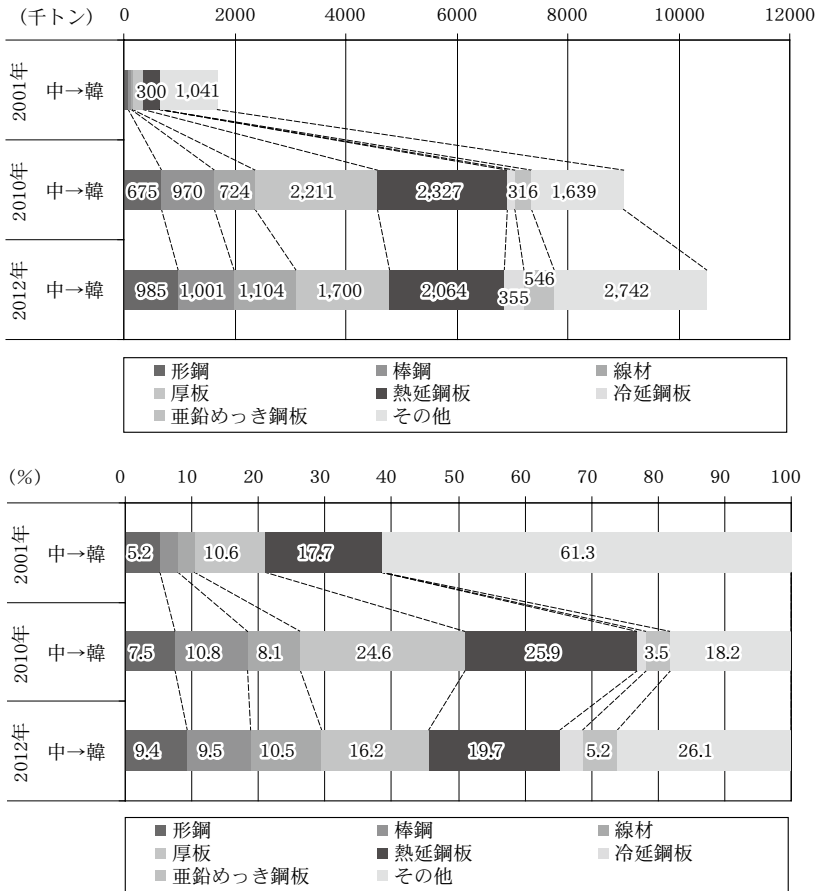 (千トン) 0 2000 4000 6000 8000 10000 12000
2001年 中→韓 300 1,041
2010年 中→韓 675 970 724 2,211 2,327 316 1,639
2012年 中→韓 985 1,001 1,104 1,700 2,064 355 546 2,742
形鋼 棒鋼 線材
厚板 熱延鋼板 冷延鋼板
亜鉛めっき鋼板 その他
(%) 0 10 20 30 40 50 60 70 80 90 100
2001年 中→韓 5.2 10.6 17.7 61.3
2010年 中→韓 7.5 10.8 8.1 24.6 25.9 3.5 18.2
2012年 中→韓 9.4 9.5 10.5 16.2 19.7 5.2 26.1
形鋼 棒鋼 線材
厚板 熱延鋼板 冷延鋼板
亜鉛めっき鋼板 その他